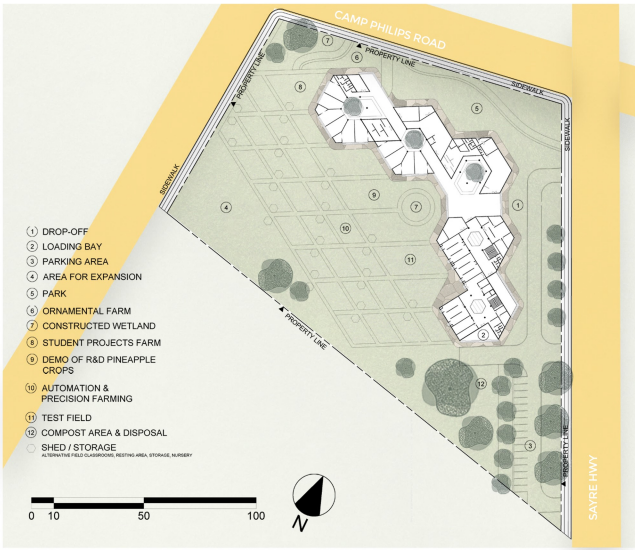 CAMP PHILIPS ROAD
PROPERTY LINE
SIDEWALK
SIDEWALK
PROPERTY LINE
SIDEWALK
7
6
8
5
9
4
7
1
10
11
2
12
3
1 DROP-OFF
2 LOADING BAY
3 PARKING AREA
4 AREA FOR EXPANSION
5 PARK
6 ORNAMENTAL FARM
7 CONSTRUCTED WETLAND
8 STUDENT PROJECTS FARM
9 DEMO OF R&D PINEAPPLE
CROPS
10 AUTOMATION &
PRECISION FARMING
11 TEST FIELD
12 COMPOST AREA & DISPOSAL
SHED / STORAGE
ALTERNATIVE FIELD CLASSROOMS, RESTING AREA, STORAGE, NURSERY
PROPERTY LINE
PROPERTY LINE
SAYRE HWY
0 10 50 100
N